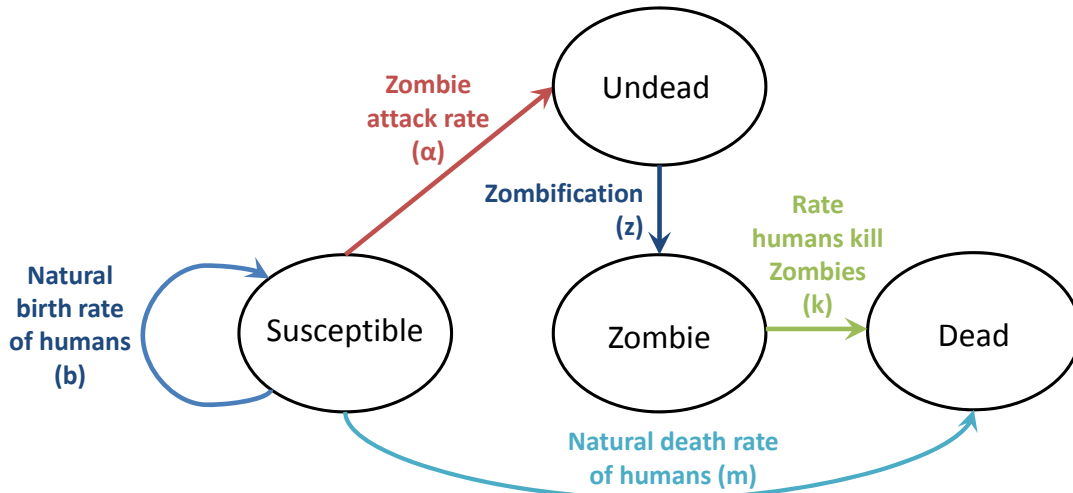 Undead
Zombie
attack rate
(α)
Zombification
(z)
Rate
humans kill
Zombies
(k)
Natural
birth rate
of humans
(b)
Susceptible
Zombie
Dead
Natural death rate
of humans (m)